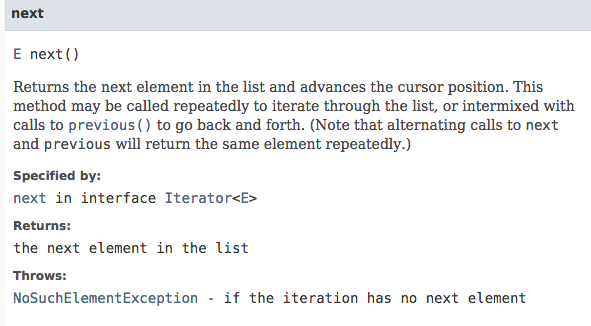 next
E next()
Returns the next element in the list and advances the cursor position. This
method may be called repeatedly to iterate through the list, or intermixed with
calls to previous() to go back and forth. (Note that alternating calls to next
and previous will return the same element repeatedly.)
Specified by:
next in interface Iterator<E>
Returns:
the next element in the list
Throws:
NoSuchElementException - if the iteration has no next element